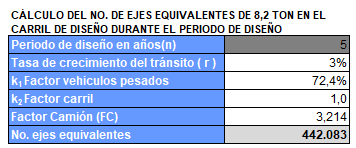 CÁLCULO DEL NO. DE EJES EQUIVALENTES DE 8,2 TON EN EL
CARRIL DE DISEÑO DURANTE EL PERIODO DE DISEÑO
Periodo de diseño en años(n) 5
Tasa de crecimiento del tránsito ( r ) 3%
k1 Factor vehiculos pesados 72,4%
k2 Factor carril 1,0
Factor Camión (FC) 3,214
No. ejes equivalentes 442.083